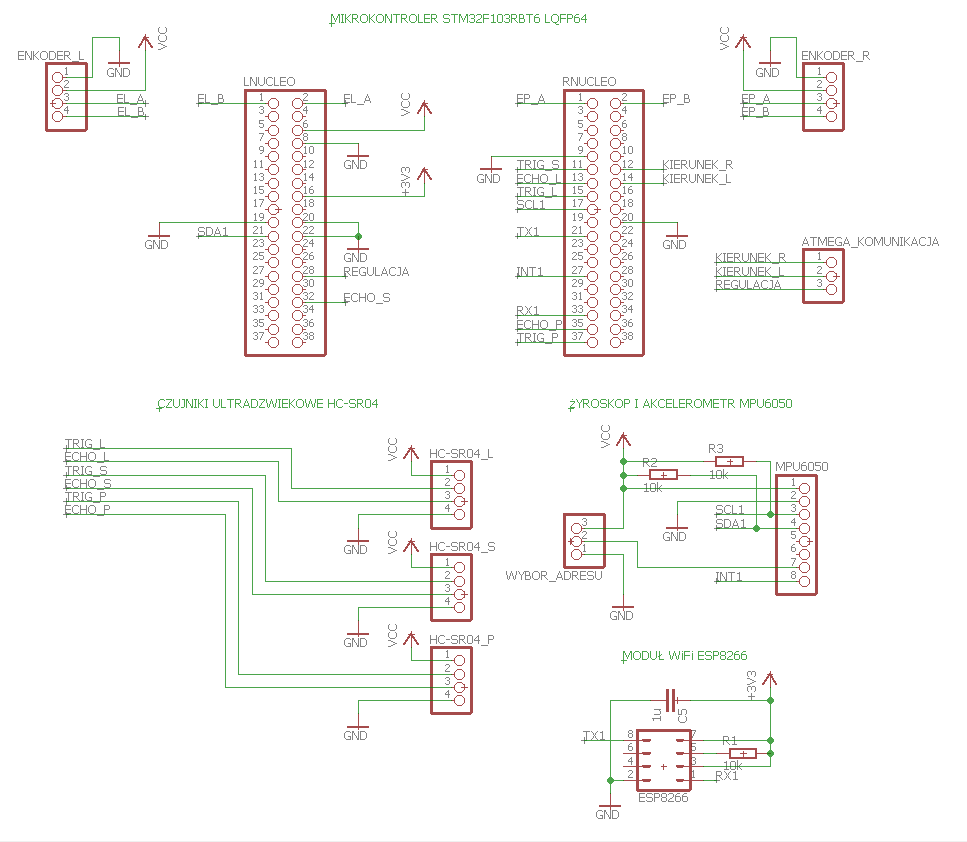 MIKROKONTROLER STM32F103RBT6 LQFP64
ENKODER_L
1
2
3
4
GND
VCC
EL_A
EL_B
LNUCLEO
EL_B
1 2
3 4
5 6
7 8
9 10
11 12
13 14
15 16
17 18
19 20
21 22
23 24
25 26
27 28
29 30
31 32
33 34
35 36
37 38
EL_A
VCC
GND
+3V3
GND
SDA1
GND
REGULACJA
ECHO_S
RNUCLEO
EP_A
1 2
3 4
5 6
7 8
9 10
11 12
13 14
15 16
17 18
19 20
21 22
23 24
25 26
27 28
29 30
31 32
33 34
35 36
37 38
EP_B
GND
TRIG_S
ECHO_L
TRIG_L
SCL1
TX1
INT1
RX1
ECHO_P
TRIG_P
KIERUNEK_R
KIERUNEK_L
GND
VCC
GND
ENKODER_R
1
2
3
4
EP_A
EP_B
ATMEGA_KOMUNIKACJA
KIERUNEK_R 1
KIERUNEK_L 2
REGULACJA 3
CZUJNIKI ULTRADZWIEKOWE HC-SR04
TRIG_L
ECHO_L
TRIG_S
ECHO_S
TRIG_P
ECHO_P
VCC
HC-SR04_L
1
2
3
4
GND
VCC
HC-SR04_S
1
2
3
4
GND
VCC
HC-SR04_P
1
2
3
4
GND
ŻYROSKOP I AKCELEROMETR MPU6050
VCC
R3
10k
R2
10k
MPU6050
1
2
3
4
5
6
7
8
SCL1
SDA1
GND
INT1
3
2
1
WYBOR_ADRESU
GND
MODUŁ WiFi ESP8266
+3V3
1u
C5
TX1
8 7
6 5
4 3
2 1
R1
10k
RX1
ESP8266
GND